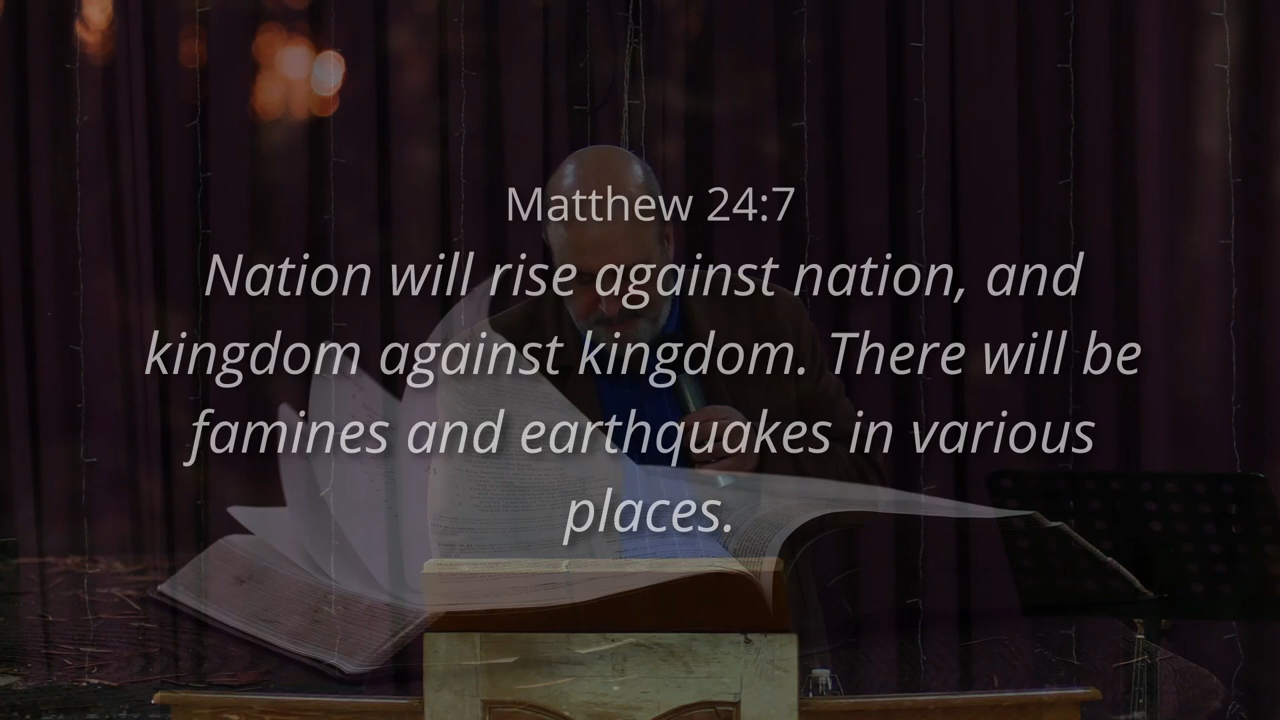 Matthew 24:7
Nation will rise against nation, and
kingdom against kingdom. There will be
famines and earthquakes in various
places.